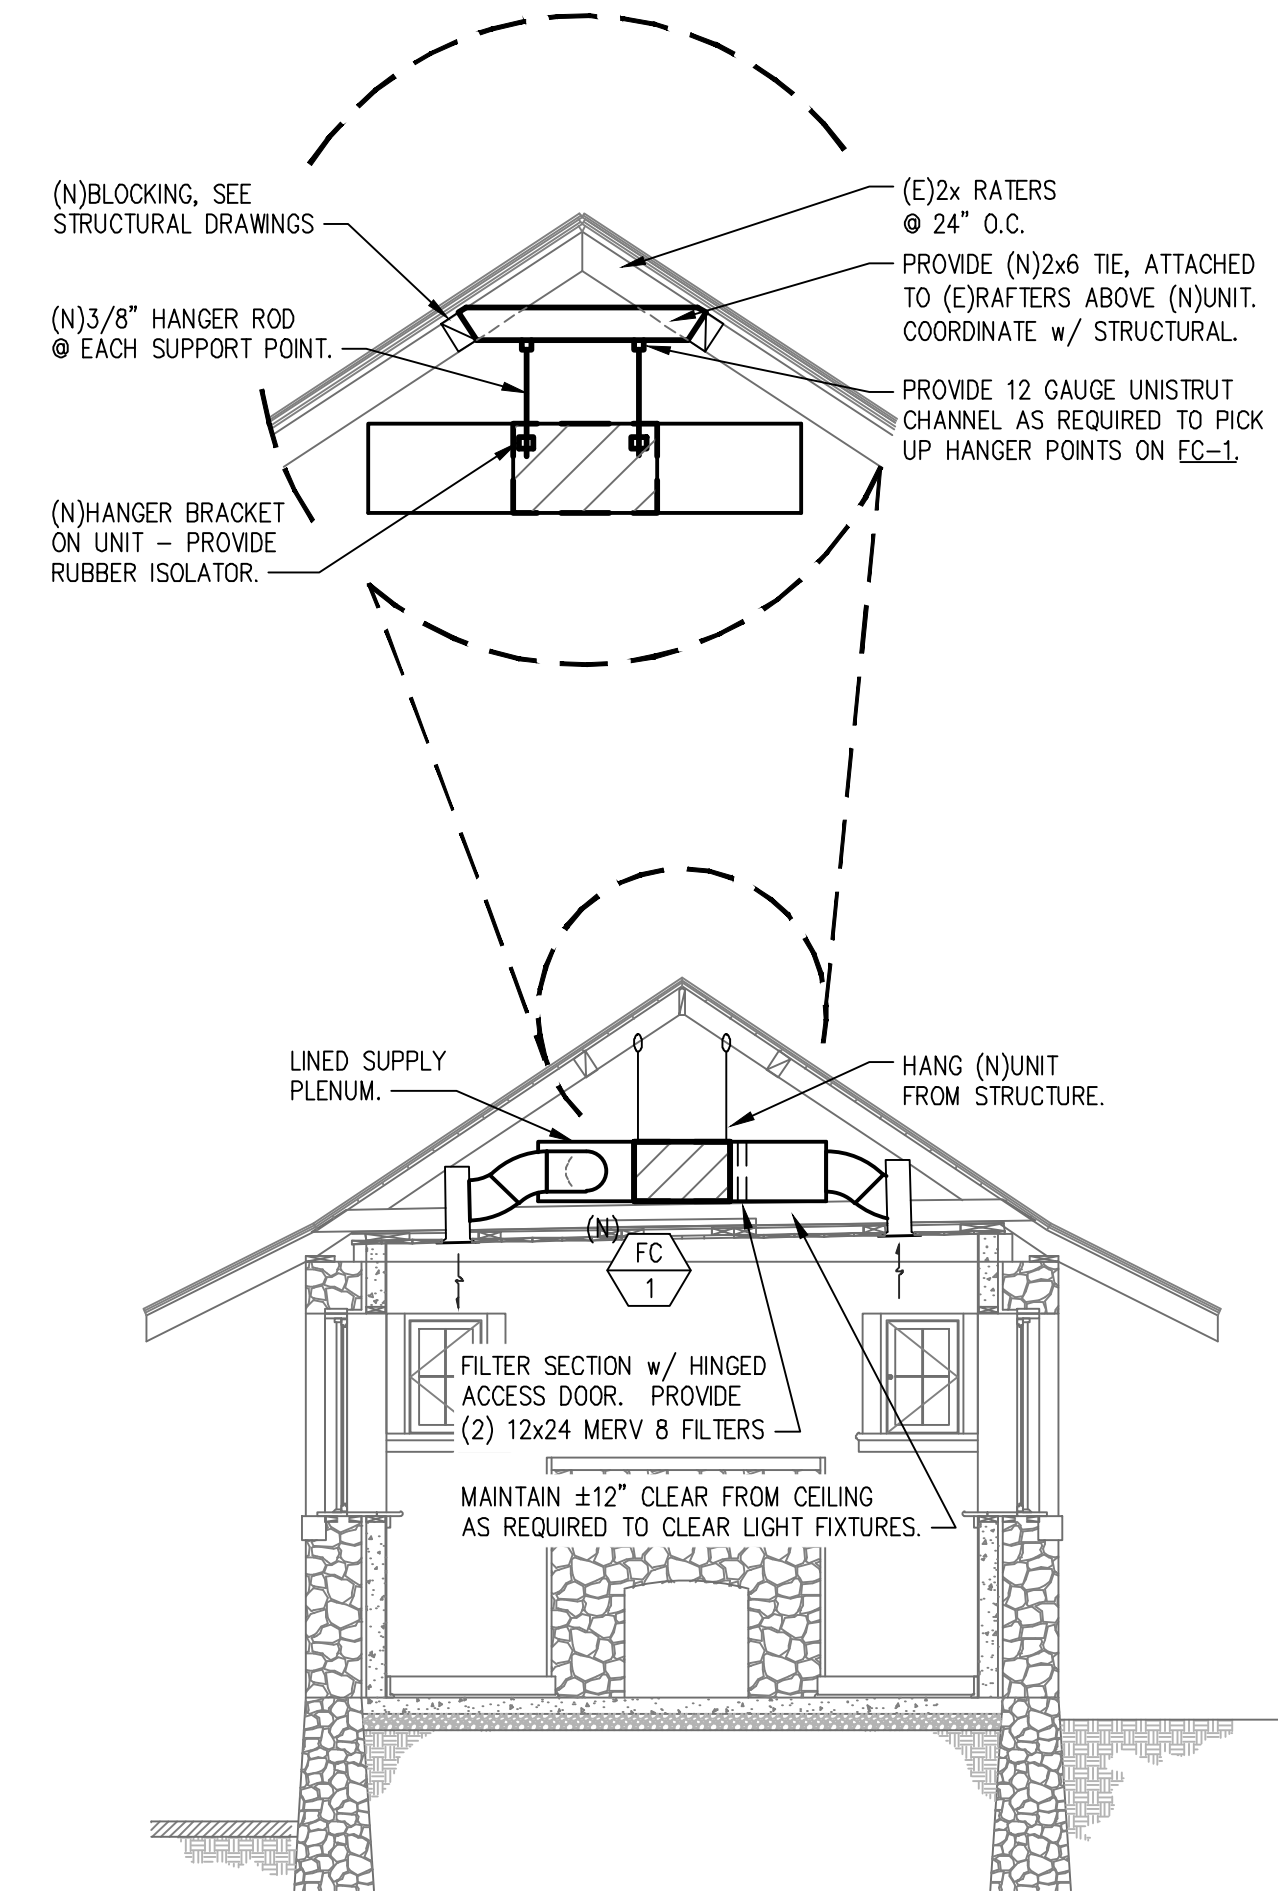 (N)BLOCKING, SEE
STRUCTURAL DRAWINGS
(E)2x RATERS
@ 24" O.C.
PROVIDE (N)2x6 TIE, ATTACHED
TO (E)RAFTERS ABOVE (N)UNIT.
COORDINATE w/ STRUCTURAL.
(N)3/8" HANGER ROD
@ EACH SUPPORT POINT.
PROVIDE 12 GAUGE UNISTRUT
CHANNEL AS REQUIRED TO PICK
UP HANGER POINTS ON FC-1.
(N)HANGER BRACKET
ON UNIT – PROVIDE
RUBBER ISOLATOR.
LINED SUPPLY
PLENUM.
HANG (N)UNIT
FROM STRUCTURE.
(N)
FC
1
FILTER SECTION w/ HINGED
ACCESS DOOR. PROVIDE
(2) 12x24 MERV 8 FILTERS
MAINTAIN ±12" CLEAR FROM CEILING
AS REQUIRED TO CLEAR LIGHT FIXTURES.